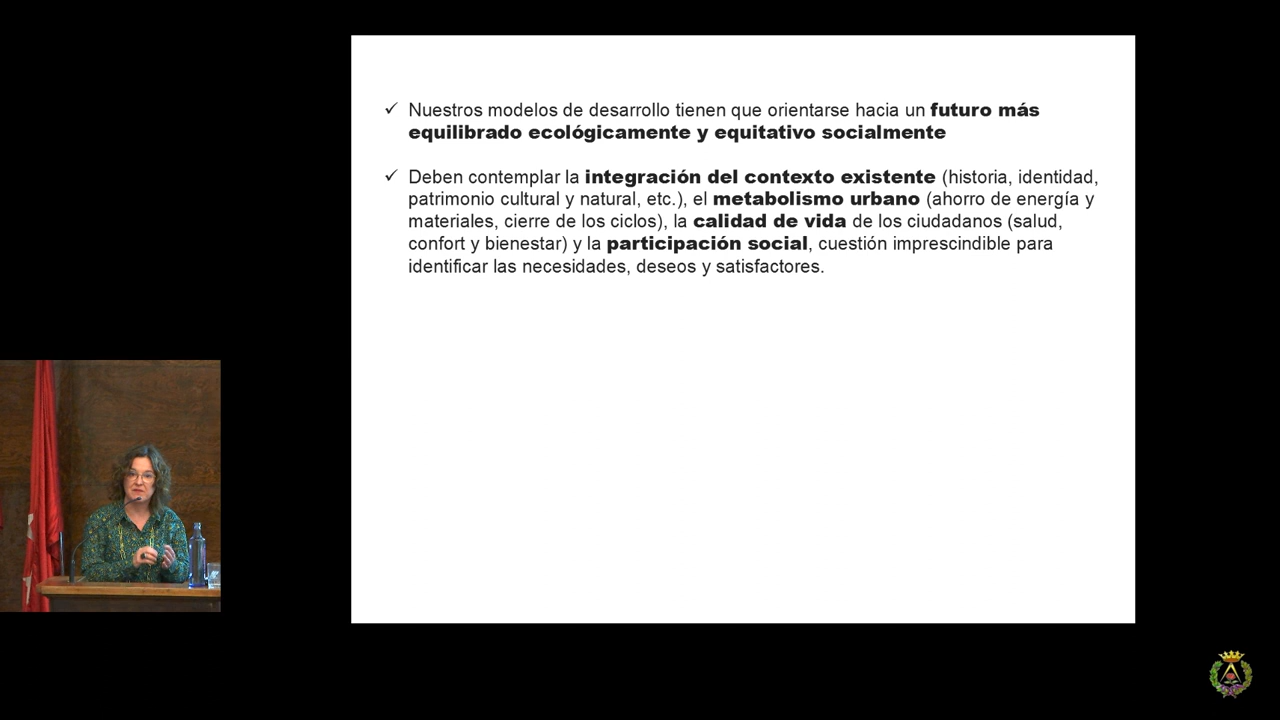 ✓ Nuestros modelos de desarrollo tienen que orientarse hacia un futuro más
equilibrado ecológicamente y equitativo socialmente
✓ Deben contemplar la integración del contexto existente (historia, identidad,
patrimonio cultural y natural, etc.), el metabolismo urbano (ahorro de energía y
materiales, cierre de los ciclos), la calidad de vida de los ciudadanos (salud,
confort y bienestar) y la participación social, cuestión imprescindible para
identificar las necesidades, deseos y satisfactores.